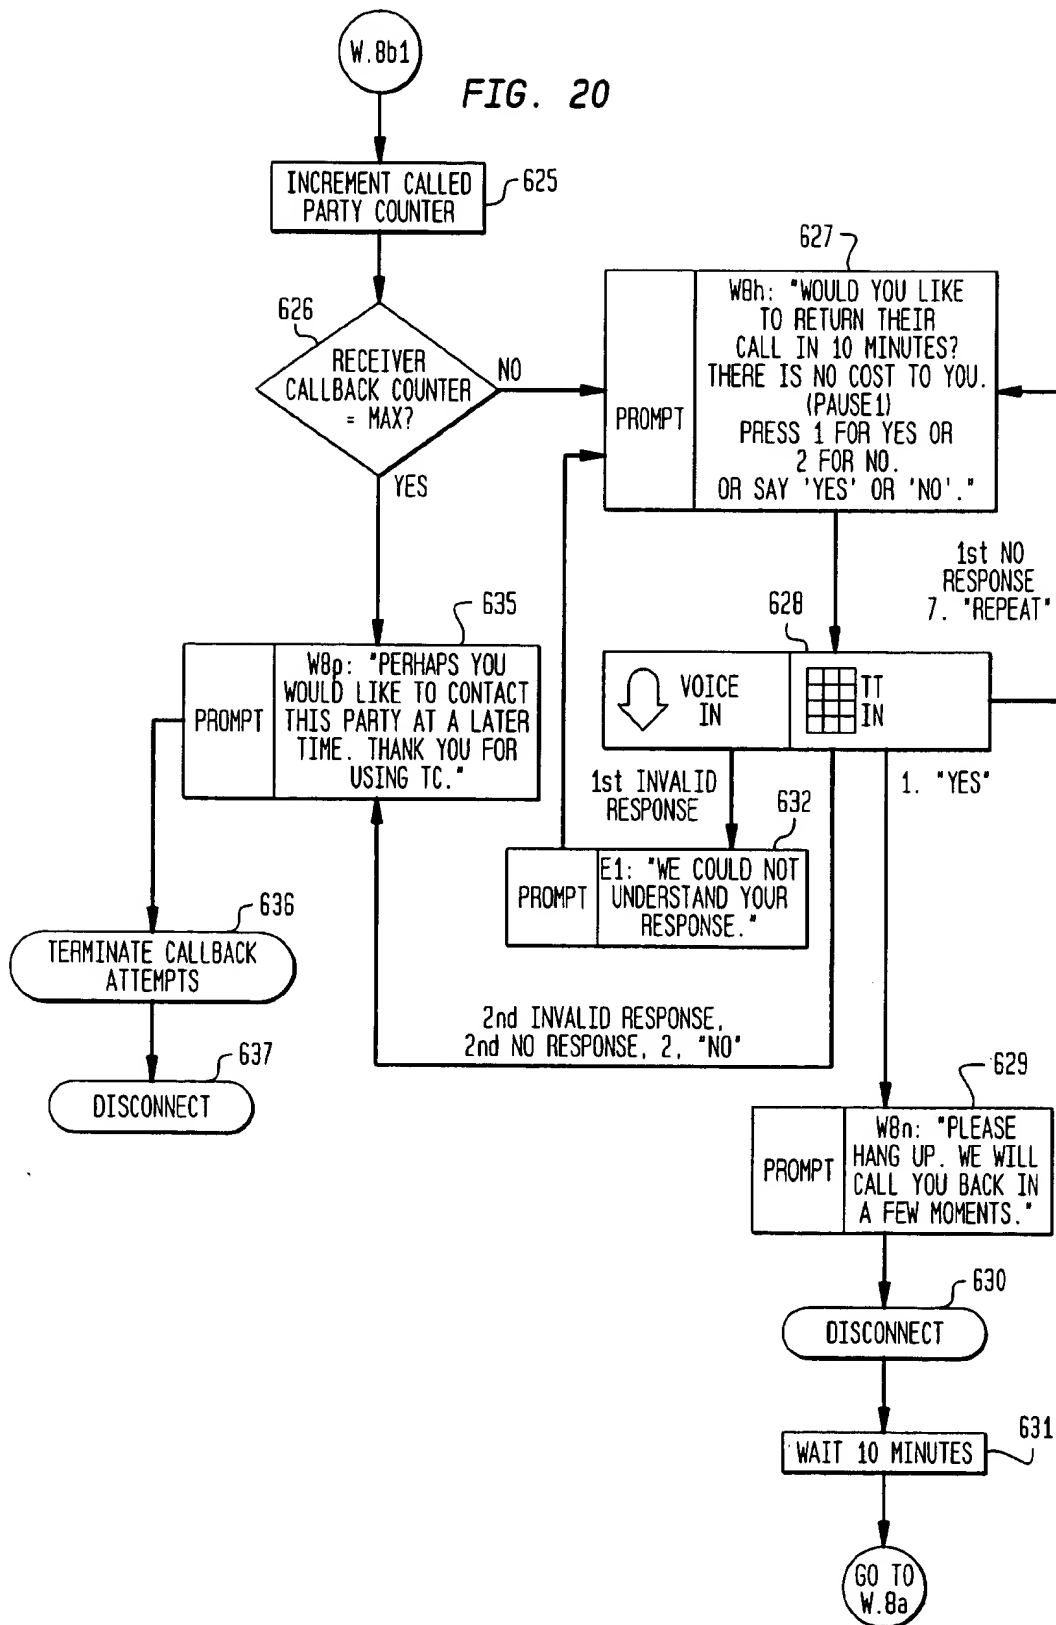 W.8b1
FIG. 20
INCREMENT CALLED
PARTY COUNTER
625
626
RECEIVER
CALLBACK COUNTER
= MAX?
NO
YES
627
PROMPT
W8h: "WOULD YOU LIKE
TO RETURN THEIR
CALL IN 10 MINUTES?
THERE IS NO COST TO YOU.
(PAUSE1)
PRESS 1 FOR YES OR
2 FOR NO.
OR SAY 'YES' OR 'NO'."
1st NO
RESPONSE
7. "REPEAT"
628
VOICE
IN
TT
IN
635
PROMPT
W8p: "PERHAPS YOU
WOULD LIKE TO CONTACT
THIS PARTY AT A LATER
TIME. THANK YOU FOR
USING TC."
1st INVALID
RESPONSE
1. "YES"
632
PROMPT
E1: "WE COULD NOT
UNDERSTAND YOUR
RESPONSE."
636
TERMINATE CALLBACK
ATTEMPTS
2nd INVALID RESPONSE,
2nd NO RESPONSE, 2, "NO"
637
DISCONNECT
629
PROMPT
W8n: "PLEASE
HANG UP. WE WILL
CALL YOU BACK IN
A FEW MOMENTS."
630
DISCONNECT
631
WAIT 10 MINUTES
GO TO
W.8a